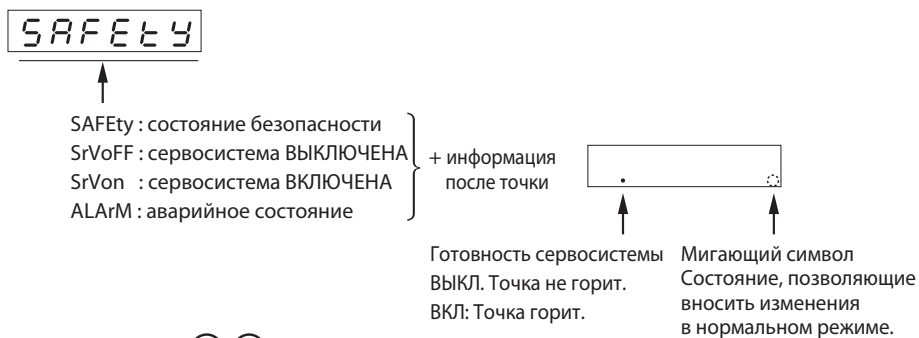 SAFEty
SAFEty : состояние безопасности
SrVoFF : сервосистема ВЫКЛЮЧЕНА
SrVon : сервосистема ВКЛЮЧЕНА
ALArM : аварийное состояние
+ информация
после точки
Готовность сервосистемы
ВЫКЛ. Точка не горит.
ВКЛ: Точка горит.
Мигающий символ
Состояние, позволяющие
вносить изменения
в нормальном режиме.